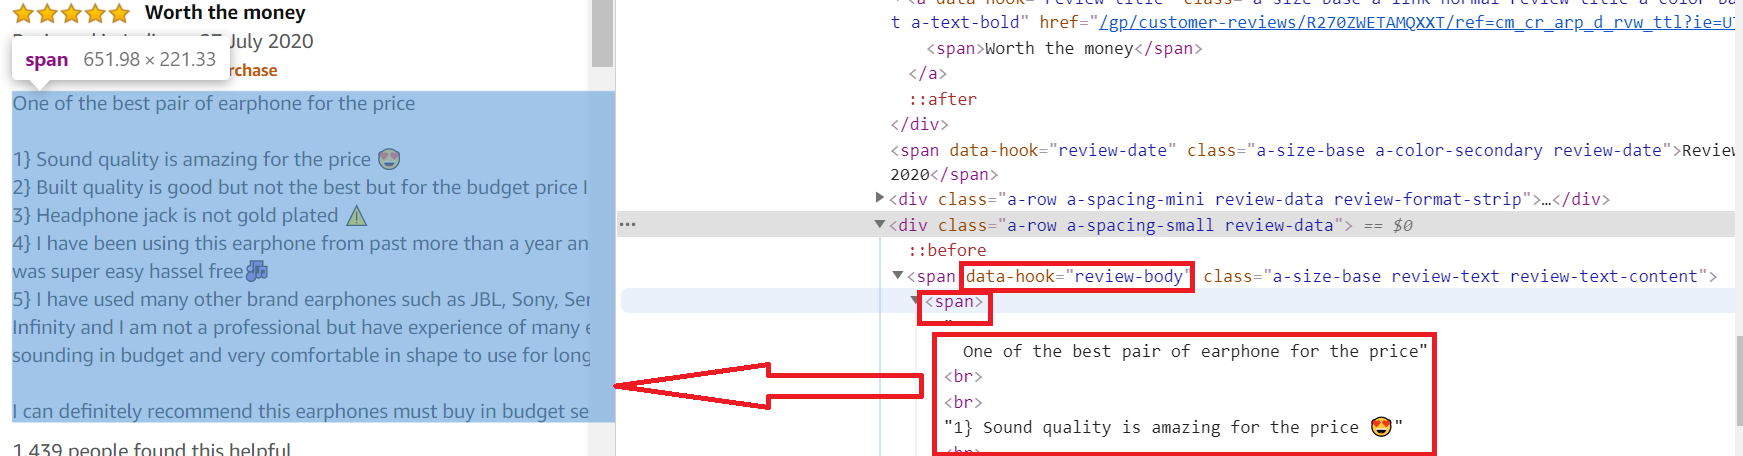 Worth the money
July 2020
span 651.98 × 221.33
rchase
One of the best pair of earphone for the price
1} Sound quality is amazing for the price 😍
2} Built quality is good but not the best but for the budget price I
3} Headphone jack is not gold plated ⚠
4} I have been using this earphone from past more than a year an
was super easy hassel free
5} I have used many other brand earphones such as JBL, Sony, Ser
Infinity and I am not a professional but have experience of many e
sounding in budget and very comfortable in shape to use for long
I can definitely recommend this earphones must buy in budget se
1,439 people found this helpful
t a-text-bold" href="/gp/customer-reviews/R270ZWETAMQXXT/ref=cm_cr_arp_d_rvw_ttl?ie=U
<span>Worth the money</span>
</a>
::after
</div>
<span data-hook="review-date" class="a-size-base a-color-secondary review-date">Review
2020</span>
▶<div class="a-row a-spacing-mini review-data review-format-strip">…</div>
… ▼<div class="a-row a-spacing-small review-data"> == $0
::before
▼<span data-hook="review-body" class="a-size-base review-text review-text-content">
▼<span>
"
One of the best pair of earphone for the price"
<br>
<br>
"1} Sound quality is amazing for the price 😍"
<br>